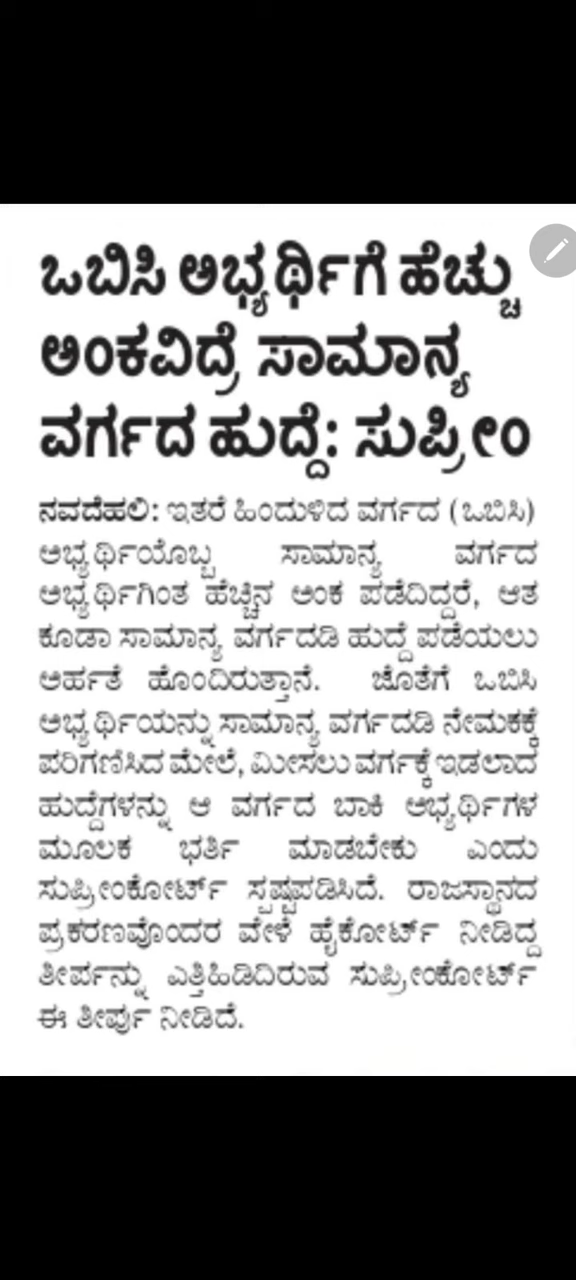 ಒಬಿಸಿ ಅಭ್ಯರ್ಥಿಗೆ ಹೆಚ್ಚು
ಅಂಕವಿದ್ರೆ ಸಾಮಾನ್ಯ
ವರ್ಗದ ಹುದ್ದೆ: ಸುಪ್ರೀಂ
ನವದೆಹಲಿ: ಇತರೆ ಹಿಂದುಳಿದ ವರ್ಗದ (ಒಬಿಸಿ)
ಅಭ್ಯರ್ಥಿಯೊಬ್ಬ ಸಾಮಾನ್ಯ ವರ್ಗದ
ಅಭ್ಯರ್ಥಿಗಿಂತ ಹೆಚ್ಚಿನ ಅಂಕ ಪಡೆದಿದ್ದರೆ, ಆತ
ಕೂಡಾ ಸಾಮಾನ್ಯ ವರ್ಗದಡಿ ಹುದ್ದೆ ಪಡೆಯಲು
ಅರ್ಹತೆ ಹೊಂದಿರುತ್ತಾನೆ. ಜೊತೆಗೆ ಒಬಿಸಿ
ಅಭ್ಯರ್ಥಿಯನ್ನು ಸಾಮಾನ್ಯ ವರ್ಗದಡಿ ನೇಮಕಕ್ಕೆ
ಪರಿಗಣಿಸಿದ ಮೇಲೆ, ಮೀಸಲು ವರ್ಗಕ್ಕೆ ಇಡಲಾದ
ಹುದ್ದೆಗಳನ್ನು ಆ ವರ್ಗದ ಬಾಕಿ ಅಭ್ಯರ್ಥಿಗಳ
ಮೂಲಕ ಭರ್ತಿ ಮಾಡಬೇಕು ಎಂದು
ಸುಪ್ರೀಂಕೋರ್ಟ್ ಸ್ಪಷ್ಟಪಡಿಸಿದೆ. ರಾಜಸ್ಥಾನದ
ಪ್ರಕರಣವೊಂದರ ವೇಳೆ ಹೈಕೋರ್ಟ್ ನೀಡಿದ್ದ
ತೀರ್ಪನ್ನು ಎತ್ತಿಹಿಡಿದಿರುವ ಸುಪ್ರೀಂಕೋರ್ಟ್
ಈ ತೀರ್ಪು ನೀಡಿದೆ.